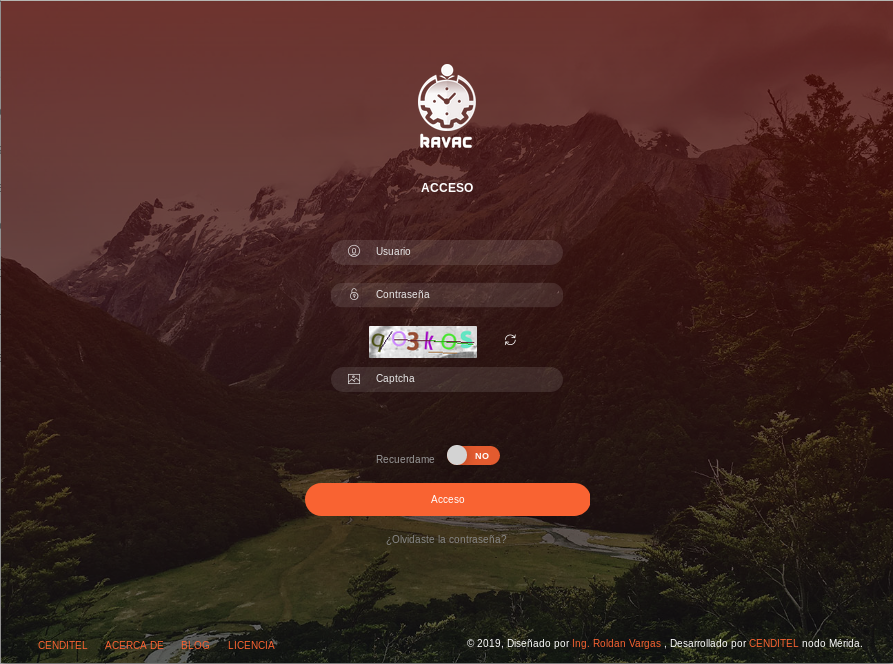 KAVAC
ACCESO
Usuario
Contraseña
Captcha
Recuerdame NO
Acceso
¿Olvidaste la contraseña?
CENDITEL ACERCA DE BLOG LICENCIA
© 2019, Diseñado por Ing. Roldan Vargas , Desarrollado por CENDITEL nodo Mérida.